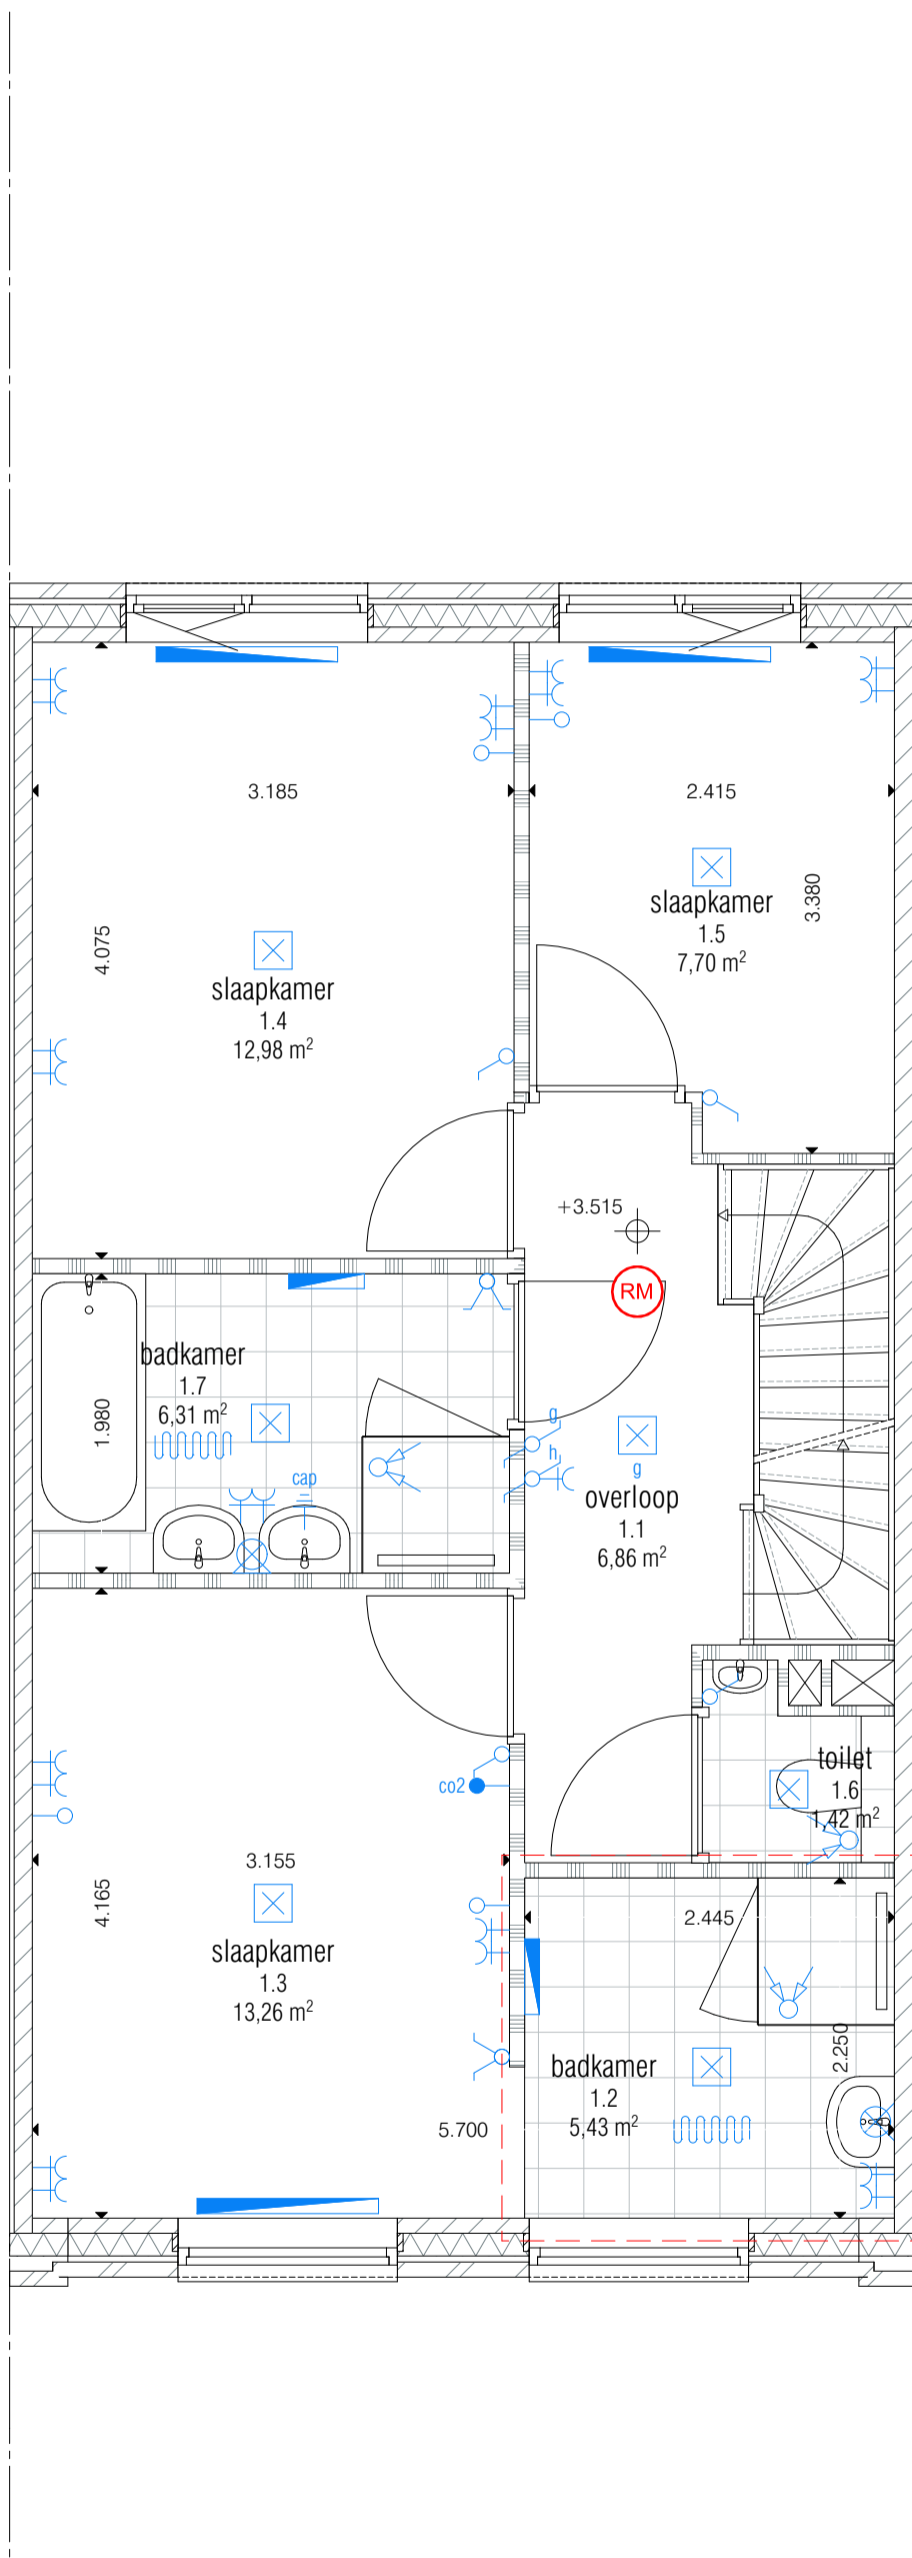 3.185
2.415
3.380
slaapkamer
1.5
7,70 m²
4.075
slaapkamer
1.4
12,98 m²
+3.515
RM
badkamer
1.7
6,31 m²
1.980
g
h
cap
g
overloop
1.1
6,86 m²
toilet
1.6
1,42 m²
co2
3.155
4.165
slaapkamer
1.3
13,26 m²
2.445
2.250
badkamer
1.2
5,43 m²
5.700